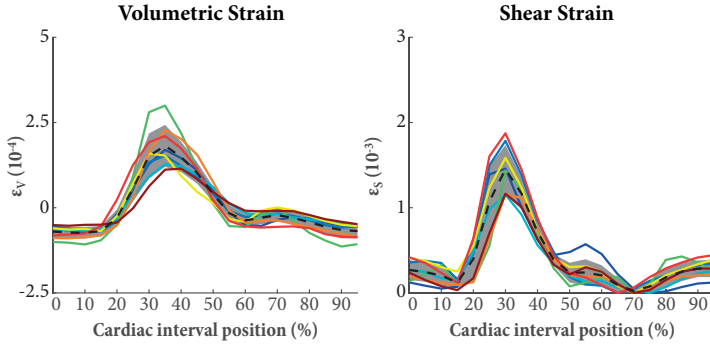 Volumetric Strain
5
2.5
0
-2.5
ε_V (10⁻⁴)
0 10 20 30 40 50 60 70 80 90
Cardiac interval position (%)
Shear Strain
3
2
1
0
ε_S (10⁻³)
0 10 20 30 40 50 60 70 80 90
Cardiac interval position (%)